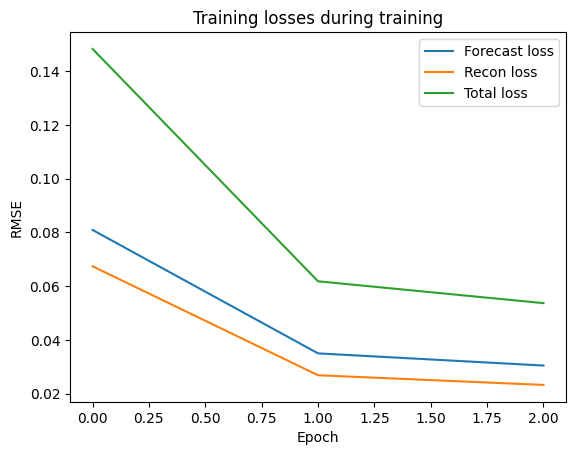 Training losses during training
Forecast loss
Recon loss
Total loss
0.14
0.12
0.10
0.08
0.06
0.04
0.02
RMSE
0.00 0.25 0.50 0.75 1.00 1.25 1.50 1.75 2.00
Epoch